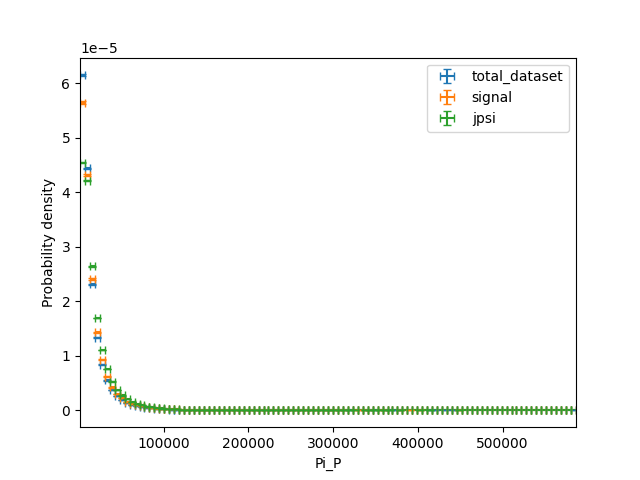 1e−5
total_dataset
signal
jpsi
6
5
4
3
2
1
0
Probability density
100000 200000 300000 400000 500000
Pi_P